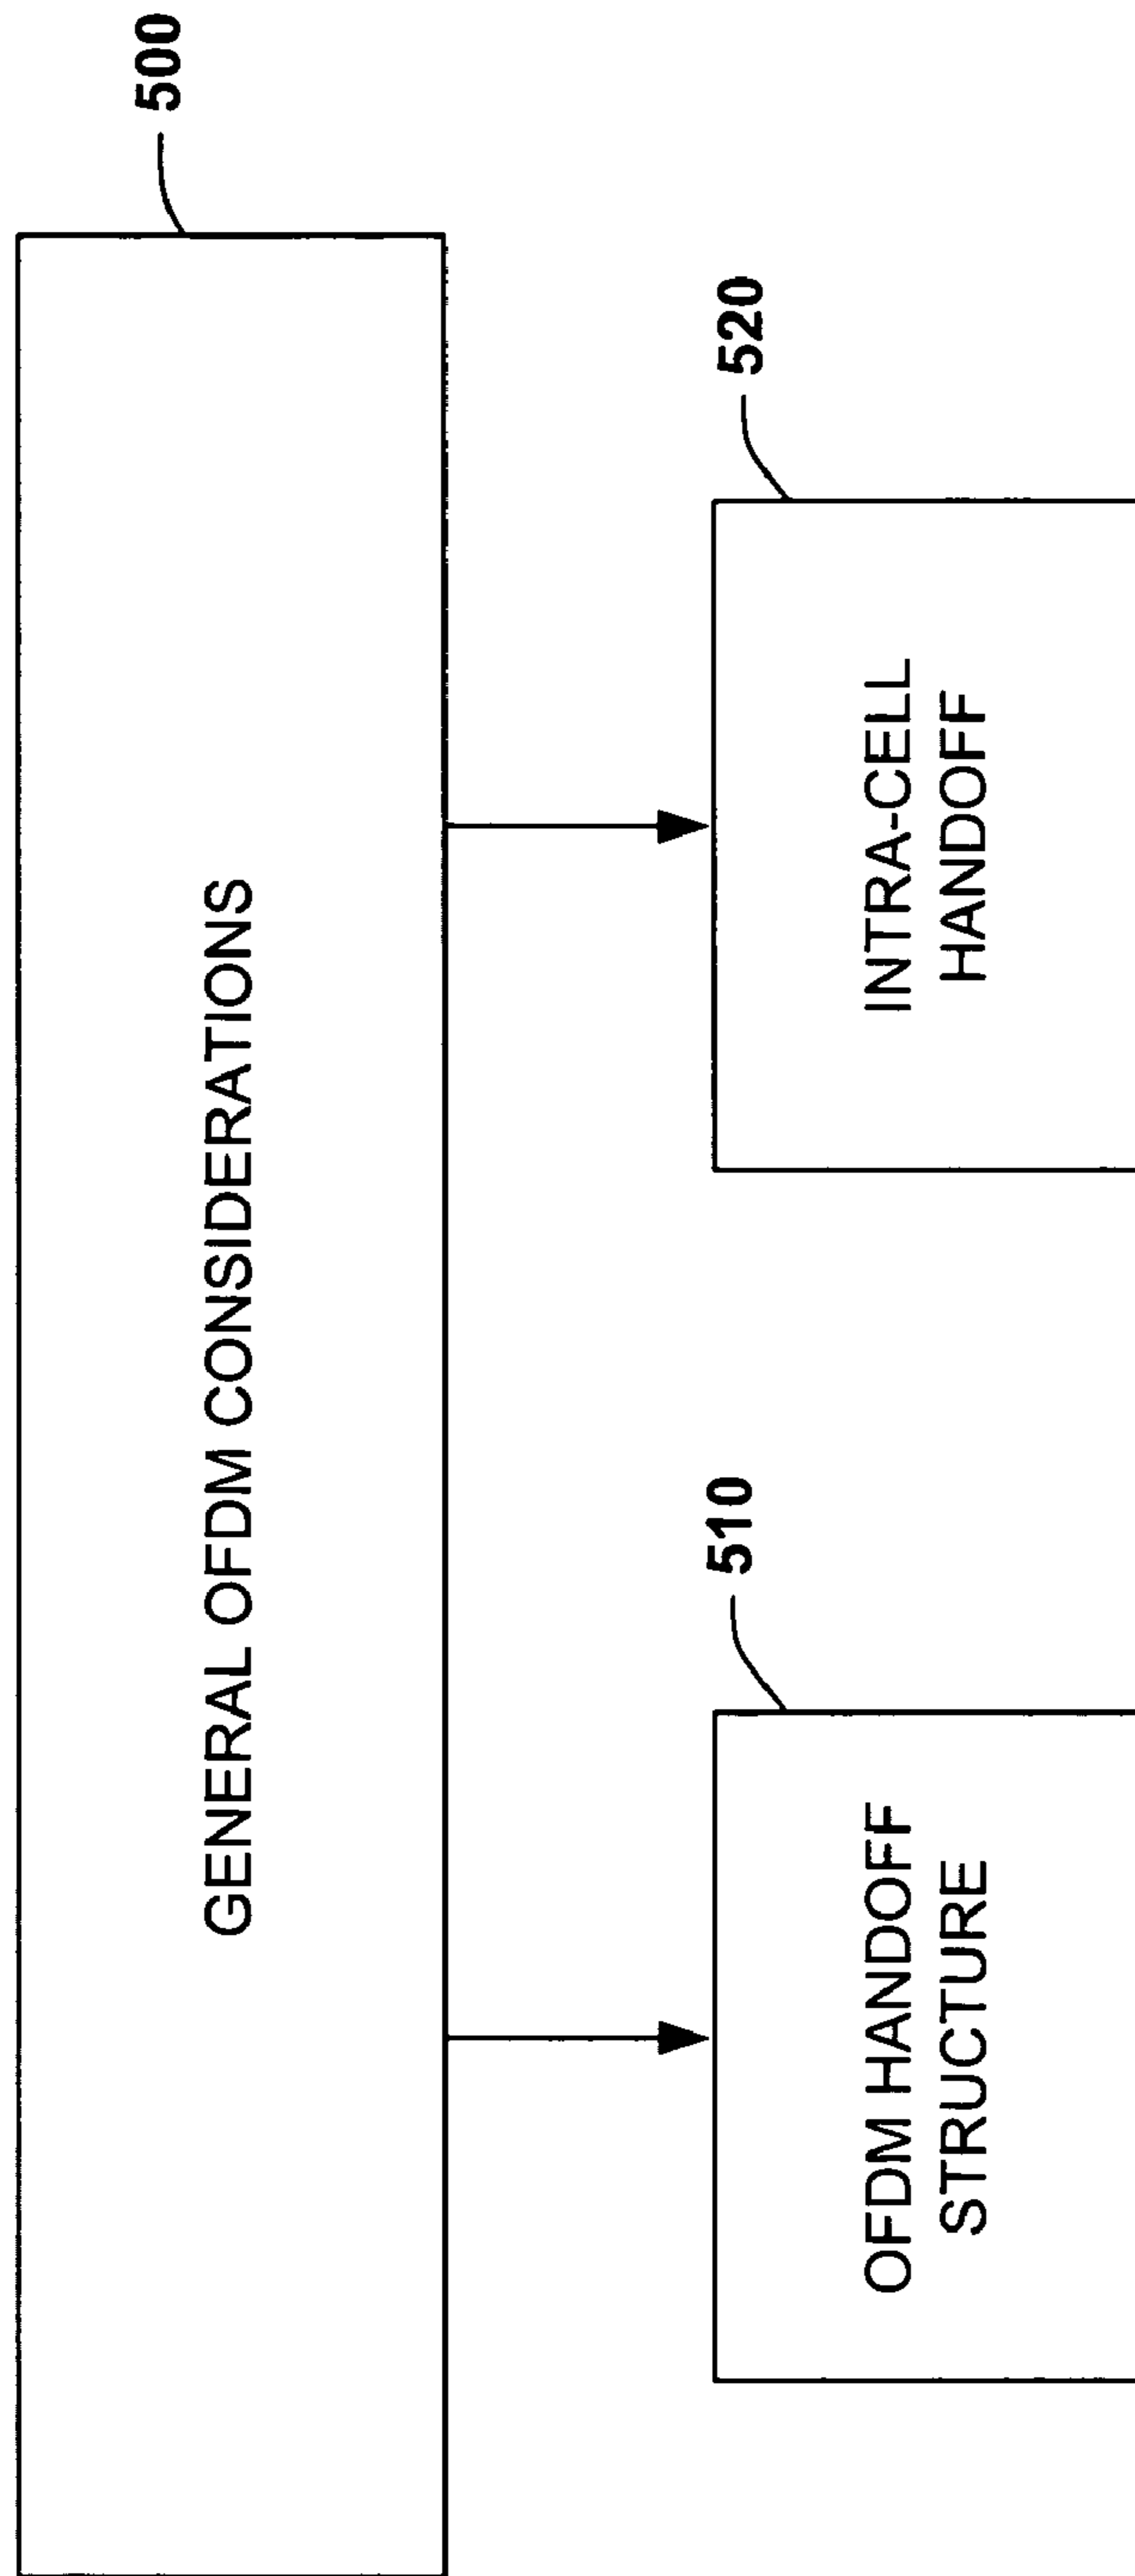 GENERAL OFDM CONSIDERATIONS
500
OFDM HANDOFF
STRUCTURE
510
INTRA-CELL
HANDOFF
520